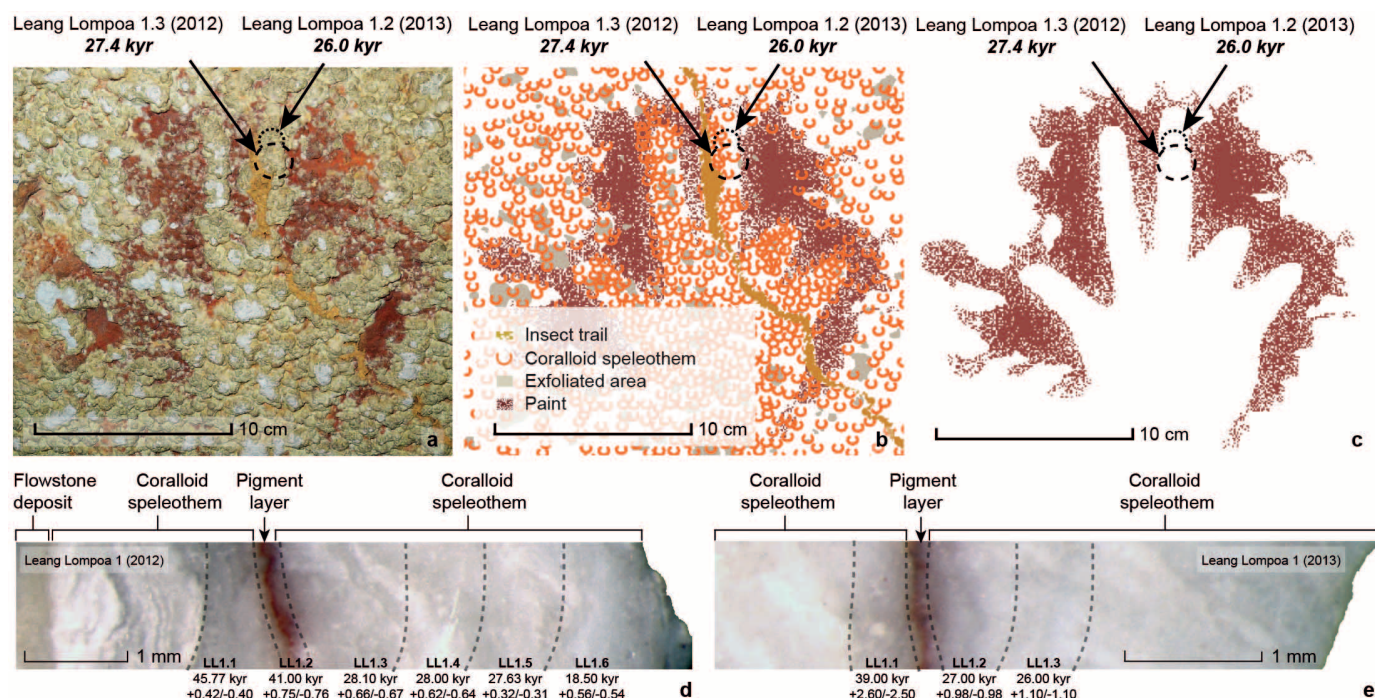 Leang Lompoa 1.3 (2012)
27.4 kyr
Leang Lompoa 1.2 (2013)
26.0 kyr
10 cm
a
Leang Lompoa 1.3 (2012)
27.4 kyr
Leang Lompoa 1.2 (2013)
26.0 kyr
Insect trail
Coralloid speleothem
Exfoliated area
Paint
10 cm
b
Leang Lompoa 1.3 (2012)
27.4 kyr
Leang Lompoa 1.2 (2013)
26.0 kyr
10 cm
c
Flowstone
deposit
Coralloid
speleothem
Pigment
layer
Coralloid
speleothem
Leang Lompoa 1 (2012)
1 mm
LL1.1
45.77 kyr
+0.42/-0.40
LL1.2
41.00 kyr
+0.75/-0.76
LL1.3
28.10 kyr
+0.66/-0.67
LL1.4
28.00 kyr
+0.62/-0.64
LL1.5
27.63 kyr
+0.32/-0.31
LL1.6
18.50 kyr
+0.56/-0.54
d
Coralloid
speleothem
Pigment
layer
Coralloid
speleothem
Leang Lompoa 1 (2013)
LL1.1
39.00 kyr
+2.60/-2.50
LL1.2
27.00 kyr
+0.98/-0.98
LL1.3
26.00 kyr
+1.10/-1.10
1 mm
e